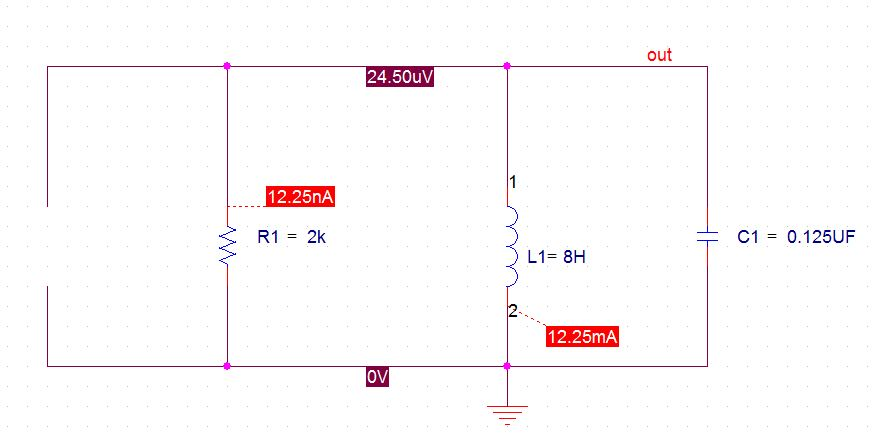 out
24.50uV
1
12.25nA
R1 = 2k
C1 = 0.125UF
L1= 8H
2
12.25mA
0V